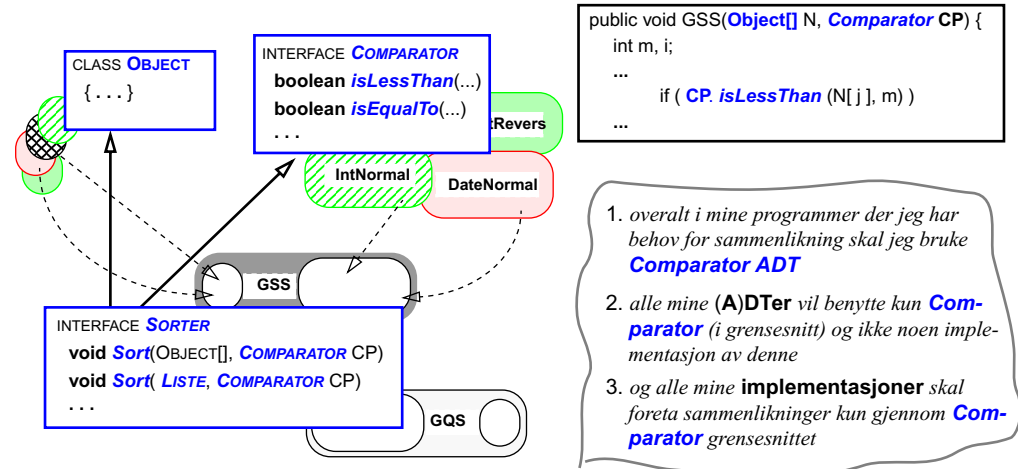 CLASS OBJECT
{ . . . }
INTERFACE COMPARATOR
boolean isLessThan(...)
boolean isEqualTo(...)
. . .
tRevers
IntNormal
DateNormal
GSS
INTERFACE SORTER
void Sort(OBJECT[], COMPARATOR CP)
void Sort( LISTE, COMPARATOR CP)
. . .
GQS
public void GSS(Object[] N, Comparator CP) {
int m, i;
...
if ( CP. isLessThan (N[ j ], m) )
...
1. overalt i mine programmer der jeg har
behov for sammenlikning skal jeg bruke
Comparator ADT
2. alle mine (A)DTer vil benytte kun Com-
parator (i grensesnitt) og ikke noen imple-
mentasjon av denne
3. og alle mine implementasjoner skal
foreta sammenlikninger kun gjennom Com-
parator grensesnittet